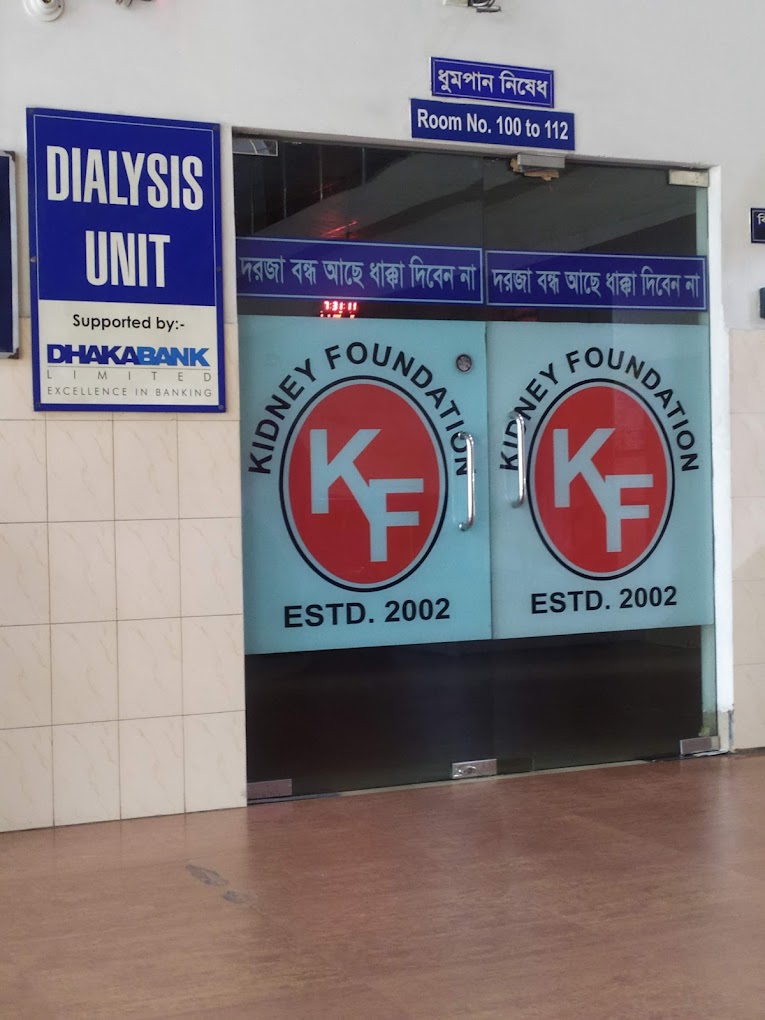 ধুমপান নিষেধ
Room No. 100 to 112
DIALYSIS
UNIT
Supported by:-
DHAKABANK
LIMITED
EXCELLENCE IN BANKING
দরজা বন্ধ আছে ধাক্কা দিবেন না
দরজা বন্ধ আছে ধাক্কা দিবেন না
KIDNEY FOUNDATION
KF
ESTD. 2002
KIDNEY FOUNDATION
KF
ESTD. 2002